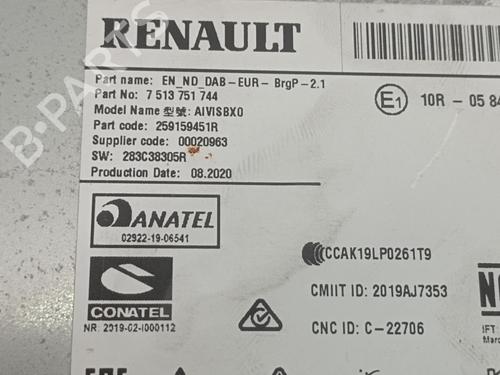 RENAULT
Part name: EN_ND_DAB-EUR- BrgP-2.1
Part No: 7 513 751 744
Model Name 型號: AIVISBX0
Part code: 259159451R
Supplier code: 00020963
SW: 283C38305R
Production Date: 08.2020
E1 10R - 05 84
ANATEL
02922-19-06541
CCAK19LP0261T9
CONATEL
NR: 2019-02-I000112
CMIIT ID: 2019AJ7353
CNC ID: C-22706
IFT
B-PARTS